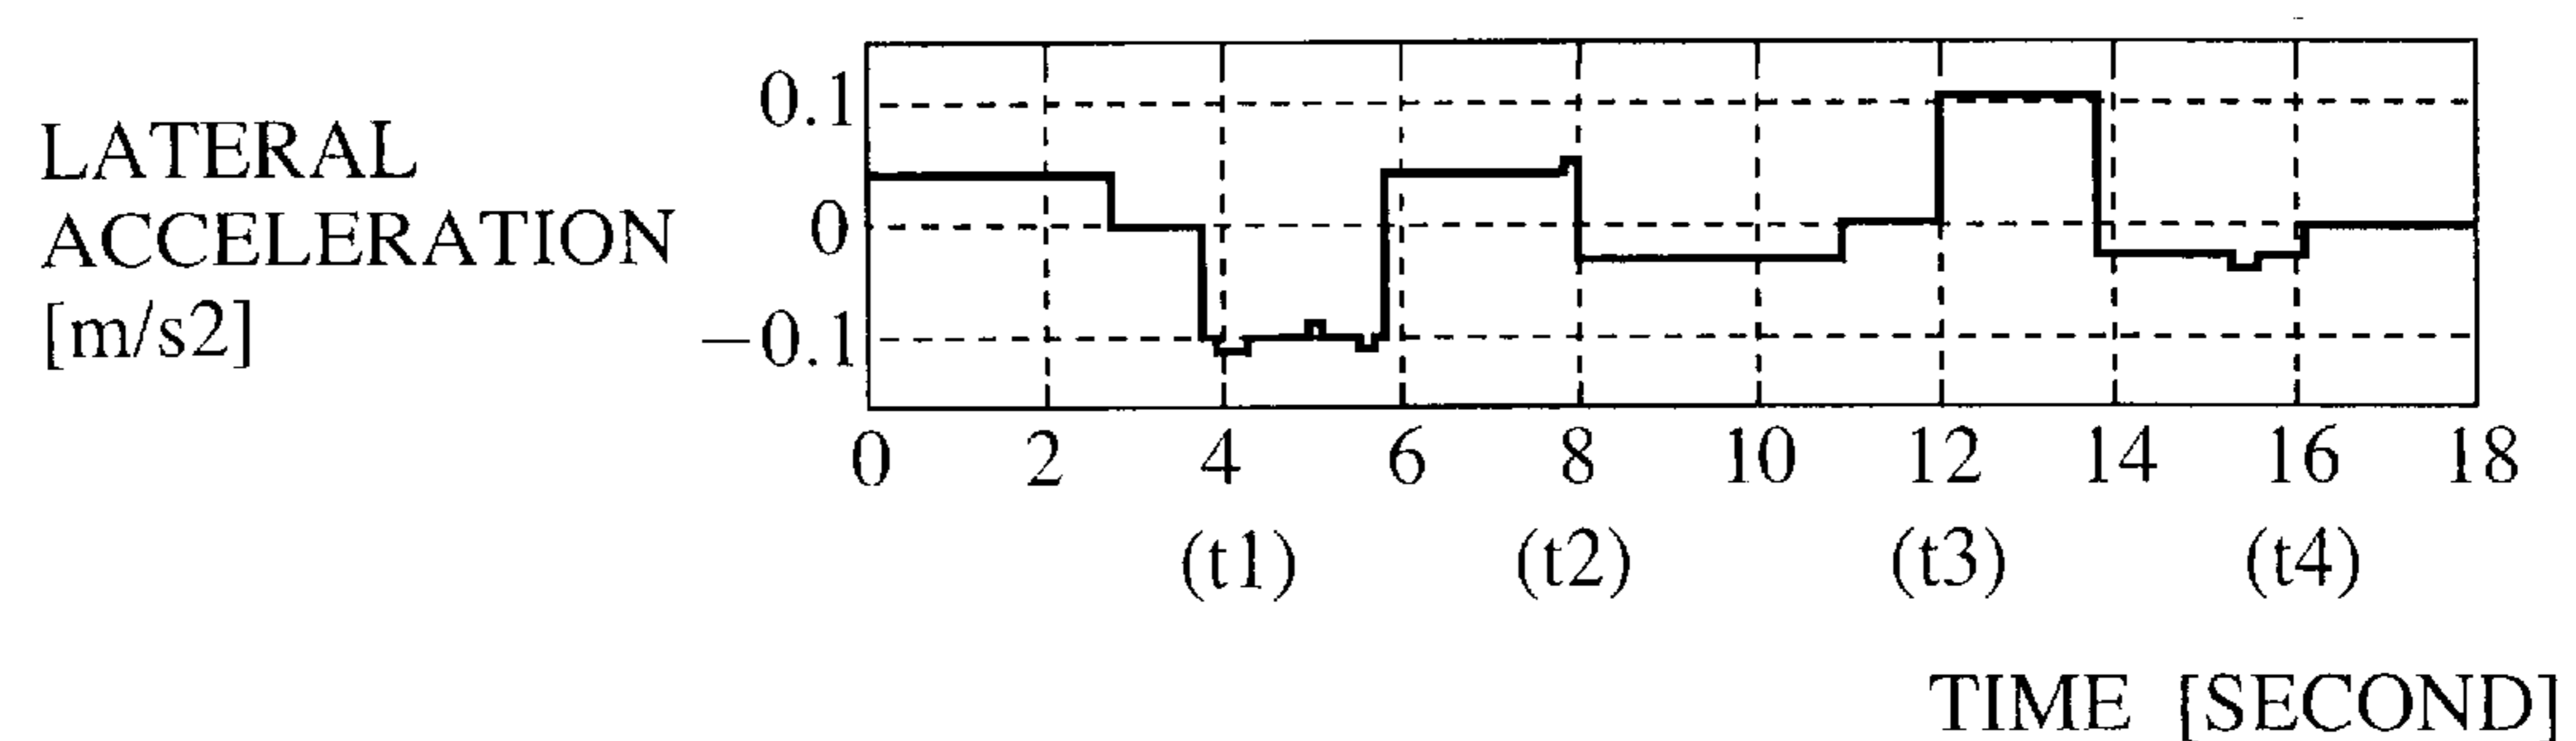 LATERAL
ACCELERATION
[m/s2]
0.1
0
−0.1
0 2 4 6 8 10 12 14 16 18
(t1) (t2) (t3) (t4)
TIME [SECOND]